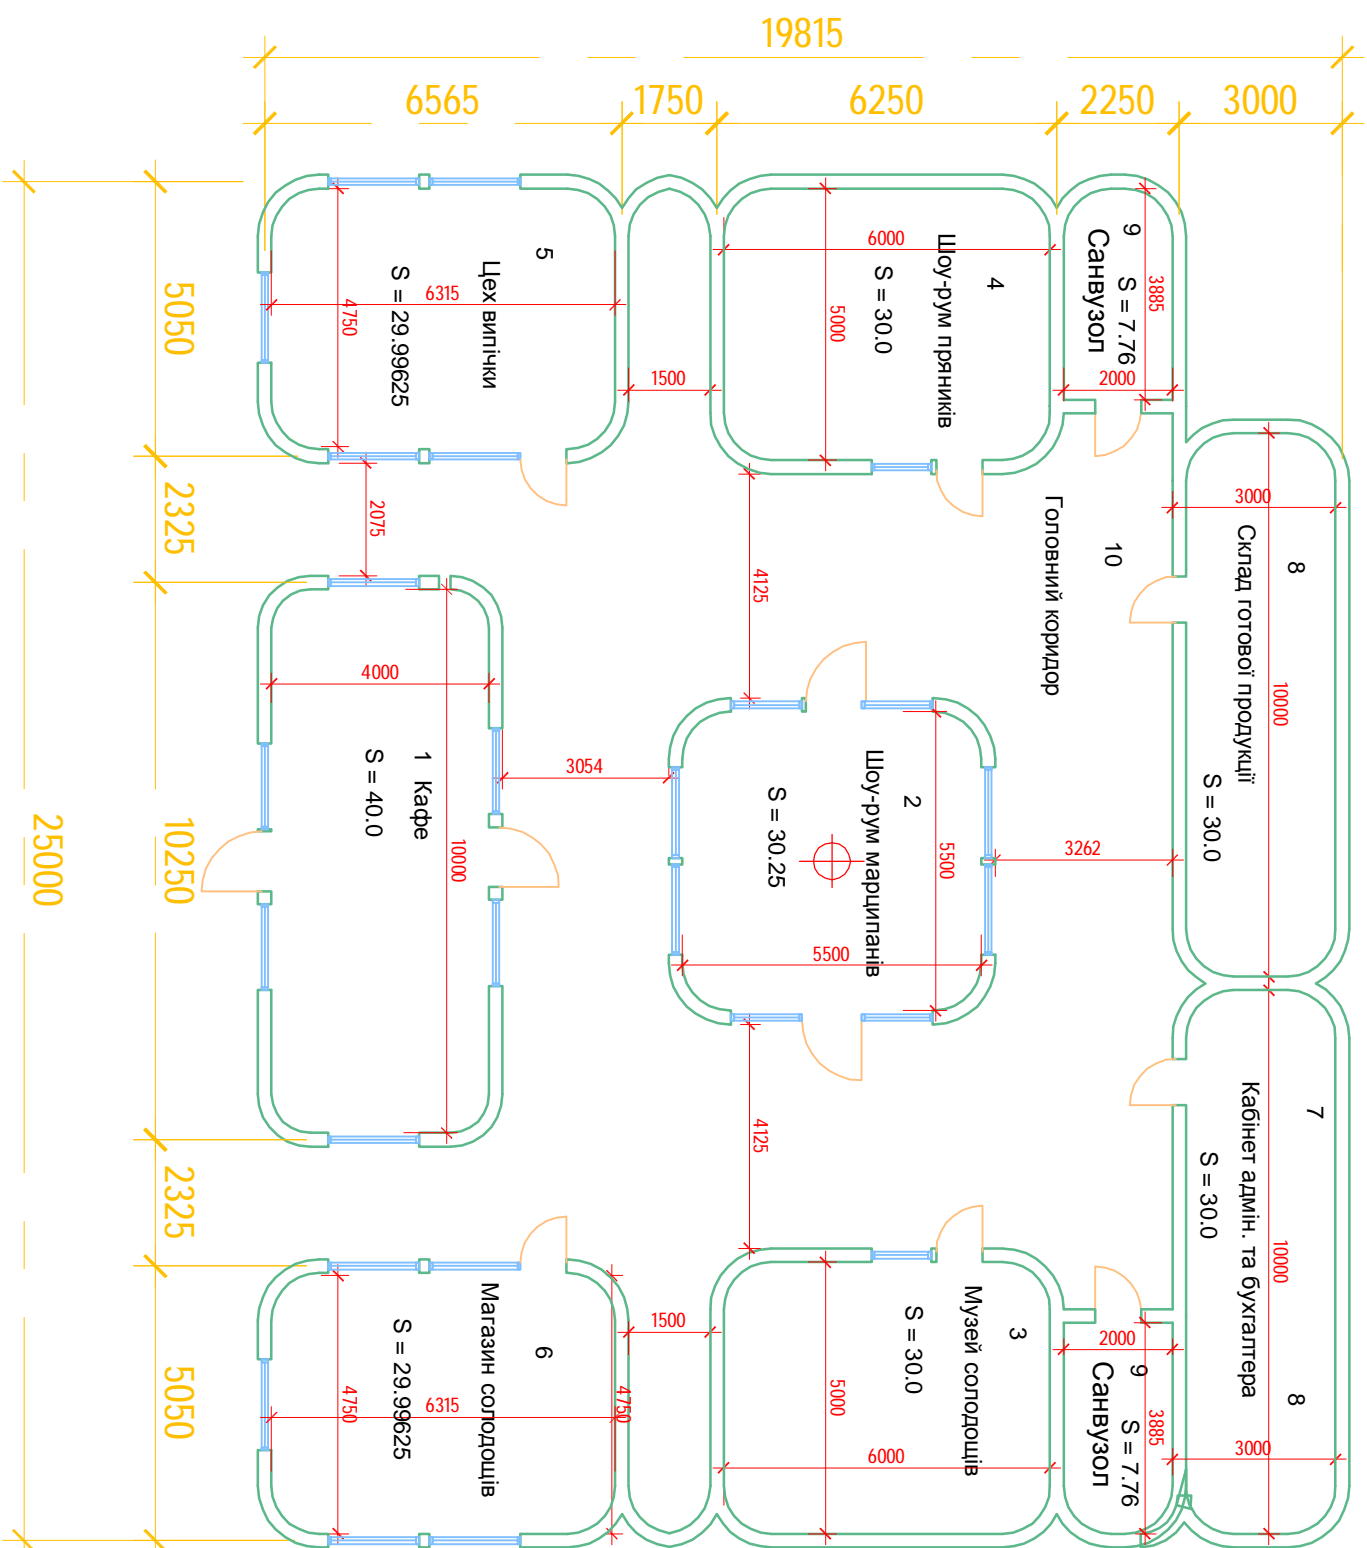 19815
6565
1750
6250
2250
3000
25000
5050
2325
10250
2325
5050
5
Цех випічки
S = 29.99625
6315
4750
1500
4
Шоу-рум пряників
S = 30.0
6000
5000
9
Санвузол
S = 7.76
3885
2000
8
Склад готової продукції
S = 30.0
3000
10000
10
Головний коридор
2075
4125
1 Кафе
S = 40.0
4000
10000
3054
2
Шоу-рум марципанів
S = 30.25
5500
5500
3262
4125
7
Кабінет адмін. та бухгалтера
S = 30.0
8
10000
3000
6
Магазин солодощів
S = 29.99625
4750
6315
4750
1500
3
Музей солодощів
S = 30.0
5000
6000
9
Санвузол
S = 7.76
2000
3885